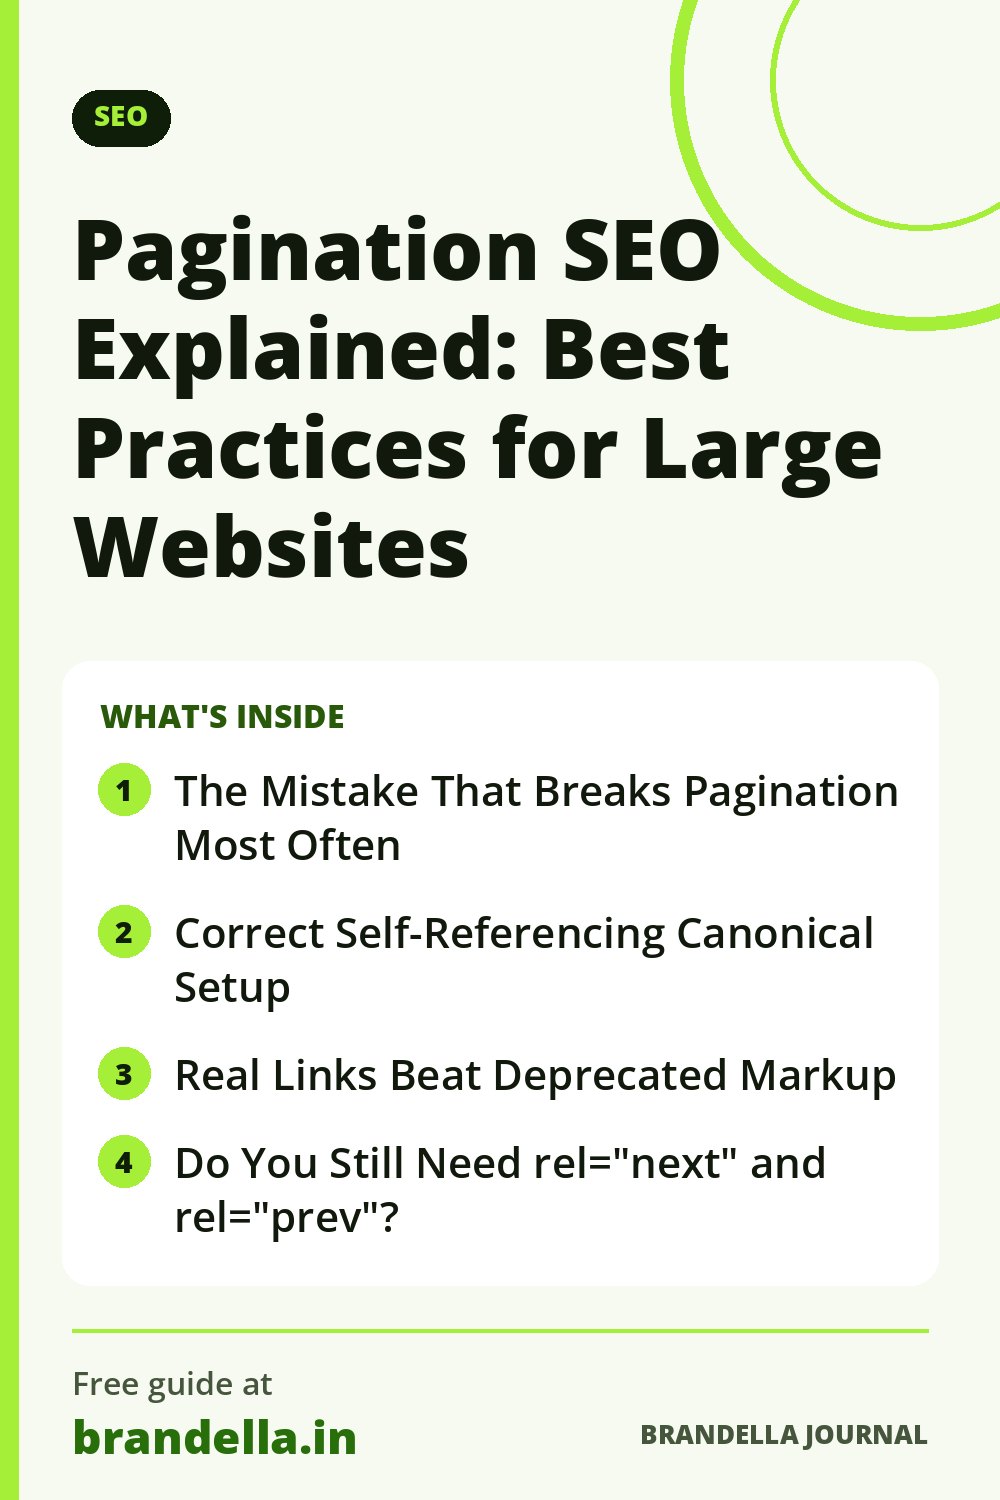 SEO
Pagination SEO
Explained: Best
Practices for Large
Websites
WHAT'S INSIDE
1 The Mistake That Breaks Pagination
Most Often
2 Correct Self-Referencing Canonical
Setup
3 Real Links Beat Deprecated Markup
4 Do You Still Need rel="next" and
rel="prev"?
Free guide at
brandella.in
BRANDELLA JOURNAL